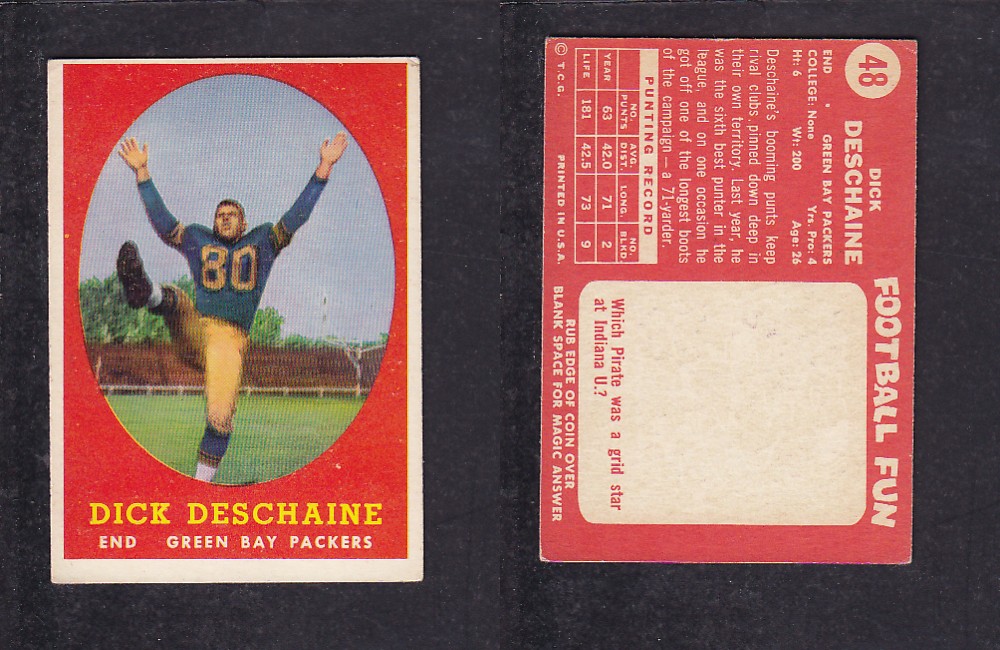 80
DICK DESCHAINE
END GREEN BAY PACKERS
48
DICK
DESCHAINE
END • GREEN BAY PACKERS
COLLEGE: None Yrs. Pro: 4
Ht: 6 Wt: 200 Age: 26
Deschaine's booming punts keep
rival clubs pinned down deep in
their own territory. Last year, he
was the sixth best punter in the
league, and on one occasion he
got off one of the longest boots
of the campaign — a 71-yarder.
PUNTING RECORD
NO. AVG. NO.
YEAR PUNTS DIST. LONG. BLKD.
YEAR 63 42.0 71 2
LIFE 181 42.5 73 9
© T.C.G. PRINTED IN U.S.A.
FOOTBALL FUN
Which Pirate was a grid star
at Indiana U.?
RUB EDGE OF COIN OVER
BLANK SPACE FOR MAGIC ANSWER